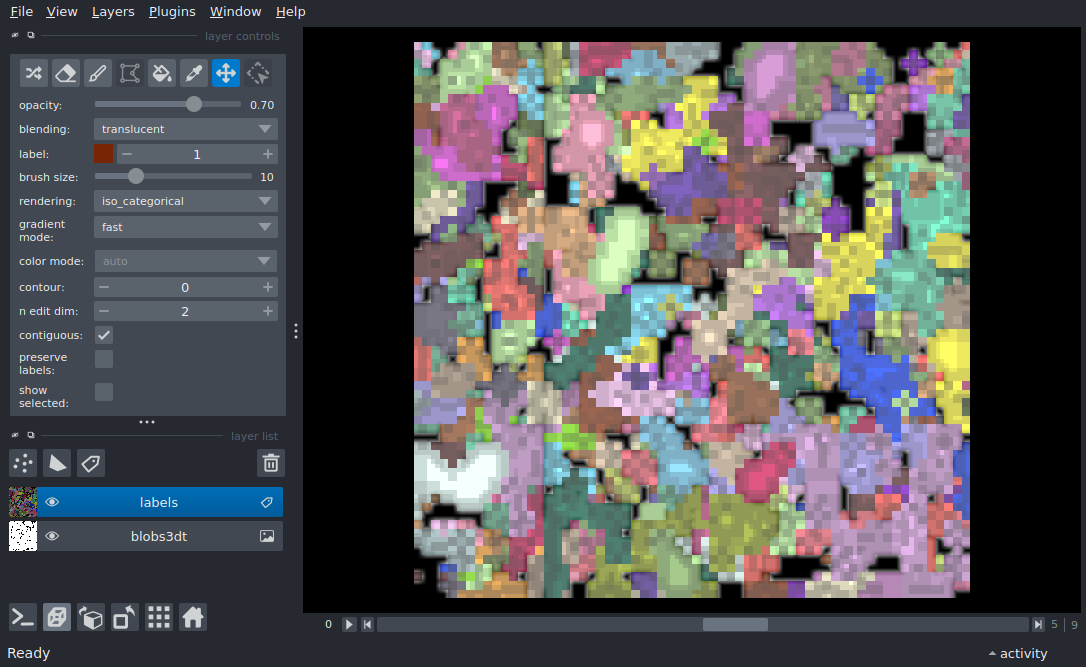 File View Layers Plugins Window Help
layer controls
opacity: 0.70
blending: translucent
label: 1
brush size: 10
rendering: iso_categorical
gradient
mode: fast
color mode: auto
contour: 0
n edit dim: 2
contiguous:
preserve
labels:
show
selected:
layer list
labels
blobs3dt
0 5 9
Ready activity